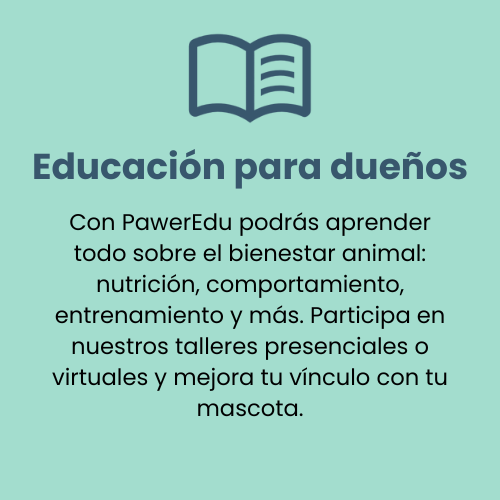 Educación para dueños
Con PawerEdu podrás aprender
todo sobre el bienestar animal:
nutrición, comportamiento,
entrenamiento y más. Participa en
nuestros talleres presenciales o
virtuales y mejora tu vínculo con tu
mascota.